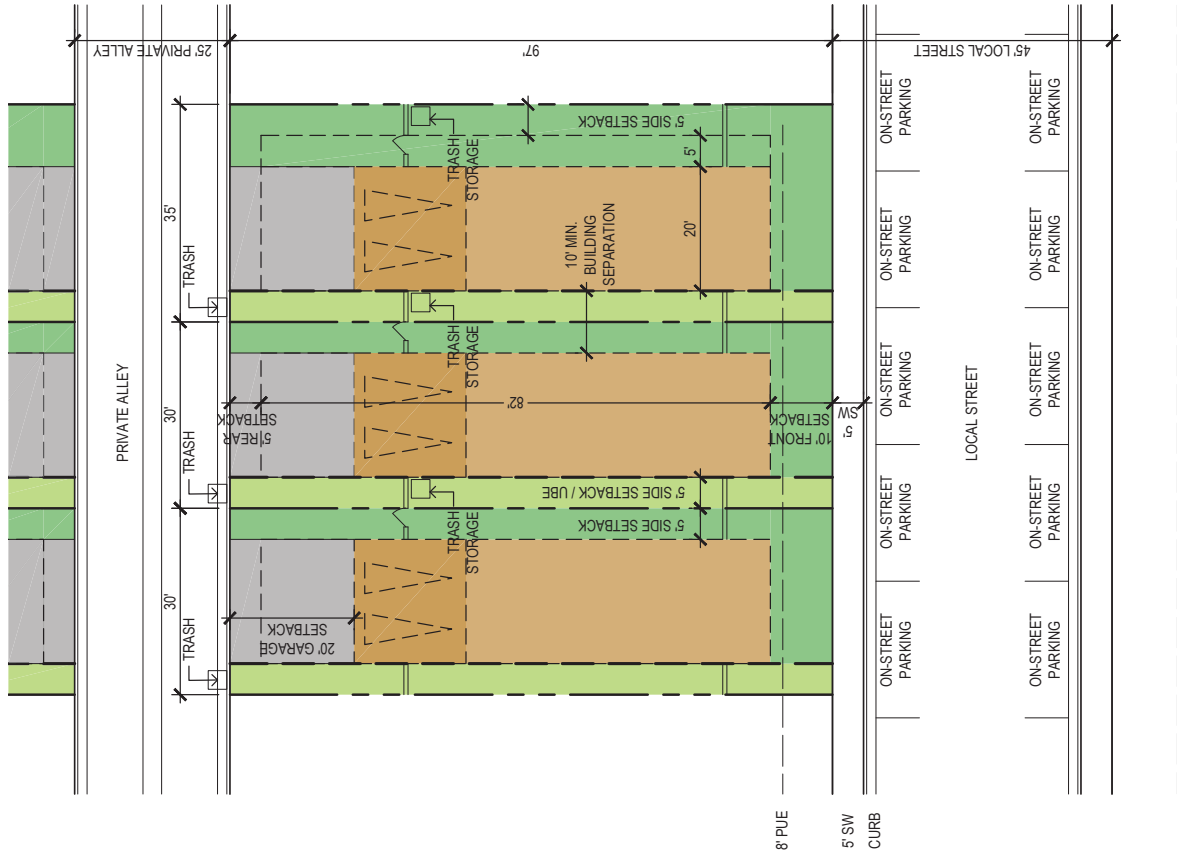 25' PRIVATE ALLEY
97'
45' LOCAL STREET
ON-STREET
PARKING
ON-STREET
PARKING
5' SIDE SETBACK
TRASH
STORAGE
5'
35'
20'
ON-STREET
PARKING
ON-STREET
PARKING
TRASH
10' MIN.
BUILDING
SEPARATION
TRASH
STORAGE
PRIVATE ALLEY
30'
5' REAR
SETBACK
82'
10' FRONT
SETBACK
5'
SW
ON-STREET
PARKING
LOCAL STREET
ON-STREET
PARKING
TRASH
5' SIDE SETBACK / UBE
TRASH
STORAGE
5' SIDE SETBACK
ON-STREET
PARKING
ON-STREET
PARKING
30'
20' GARAGE
SETBACK
TRASH
ON-STREET
PARKING
ON-STREET
PARKING
8' PUE
5' SW
CURB